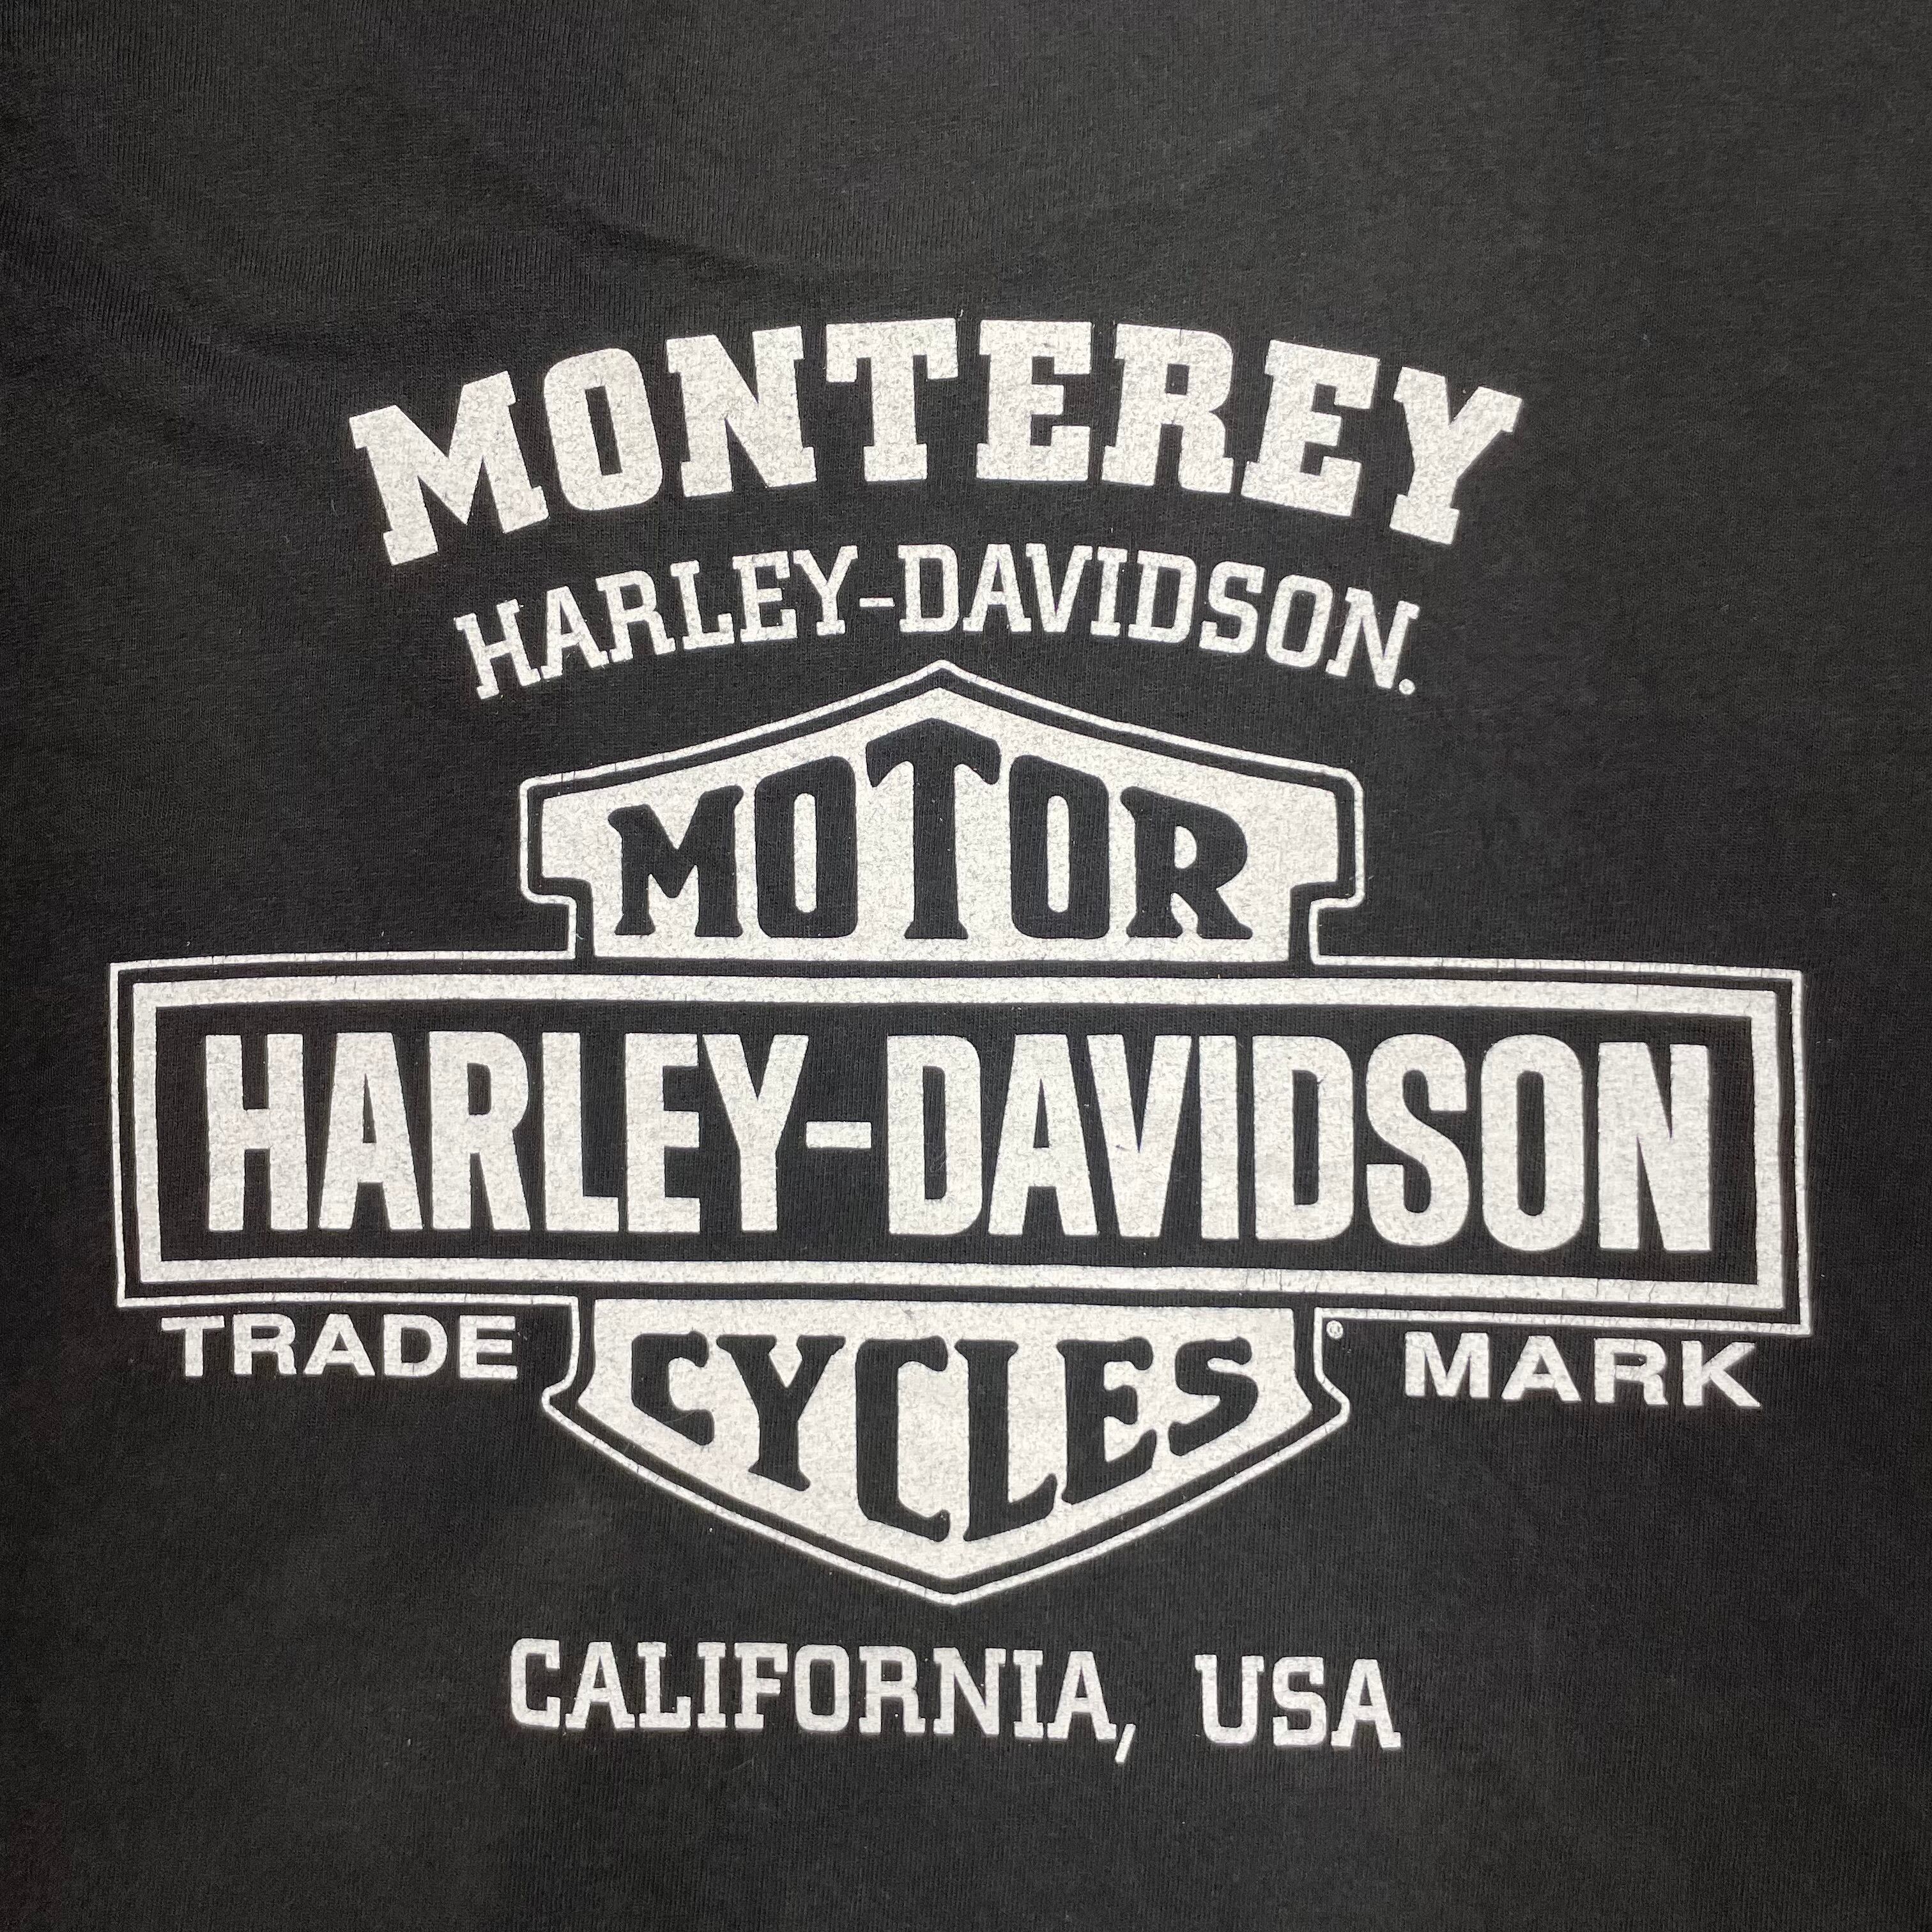 MONTEREY
HARLEY-DAVIDSON.
MOTOR
HARLEY-DAVIDSON
TRADE ® MARK
CYCLES
CALIFORNIA, USA